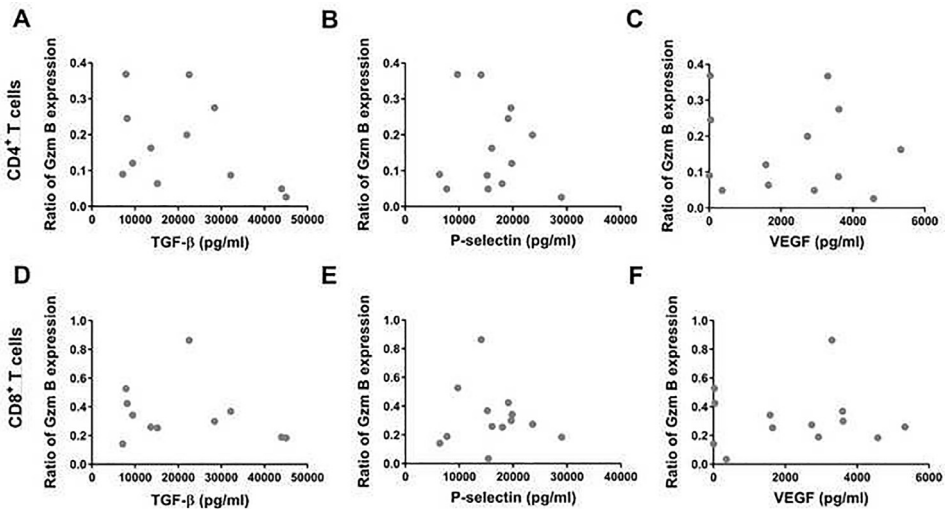 A
B
C
CD4⁺ T cells
Ratio of Gzm B expression
0.4
0.3
0.2
0.1
0.0
0 10000 20000 30000 40000 50000
TGF-β (pg/ml)
Ratio of Gzm B expression
0.4
0.3
0.2
0.1
0.0
0 10000 20000 30000 40000
P-selectin (pg/ml)
Ratio of Gzm B expression
0.4
0.3
0.2
0.1
0.0
0 2000 4000 6000
VEGF (pg/ml)
D
E
F
CD8⁺ T cells
Ratio of Gzm B expression
1.0
0.8
0.6
0.4
0.2
0.0
0 10000 20000 30000 40000 50000
TGF-β (pg/ml)
Ratio of Gzm B expression
1.0
0.8
0.6
0.4
0.2
0.0
0 10000 20000 30000 40000
P-selectin (pg/ml)
Ratio of Gzm B expression
1.0
0.8
0.6
0.4
0.2
0.0
0 2000 4000 6000
VEGF (pg/ml)